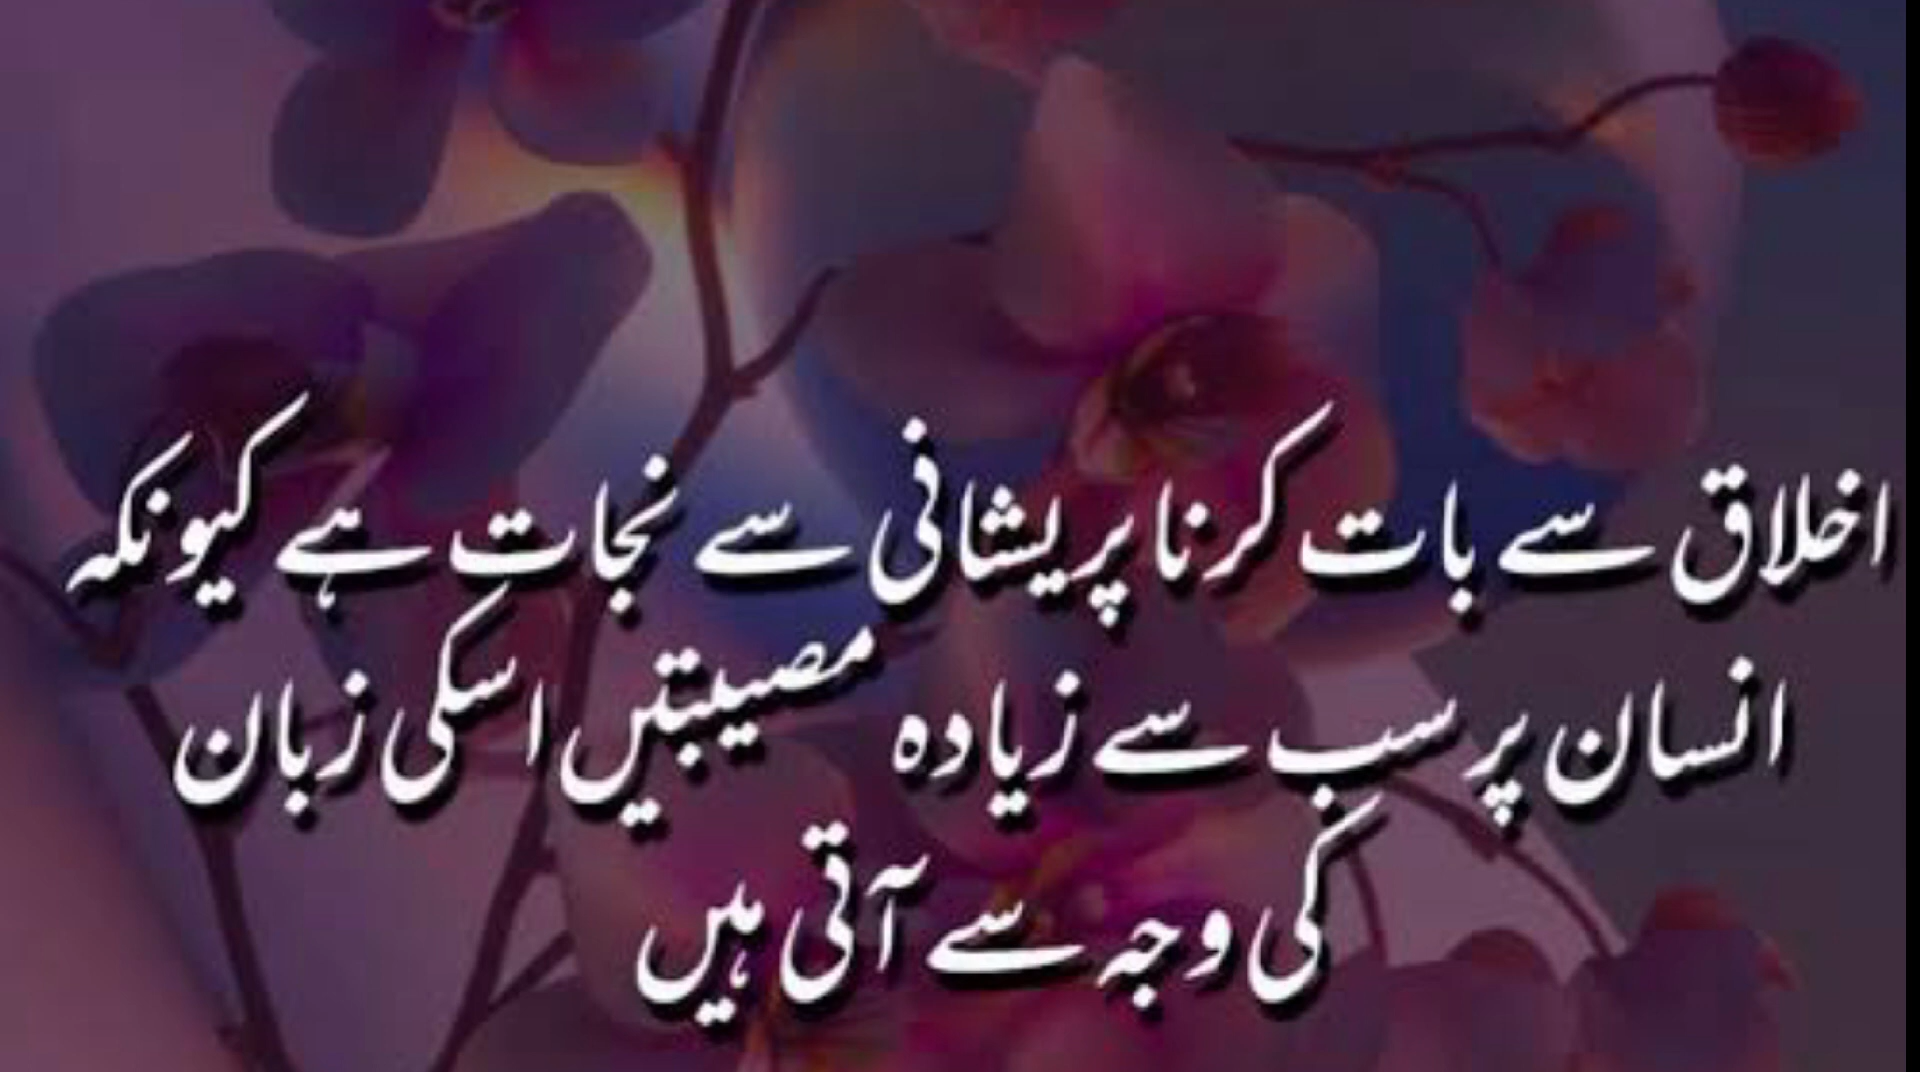 اخلاق سے بات کرنا پریشانی سے نجات ہے کیونکہ
انسان پر سب سے زیادہ مصیبتیں اسکی زبان
کی وجہ سے آتی ہیں